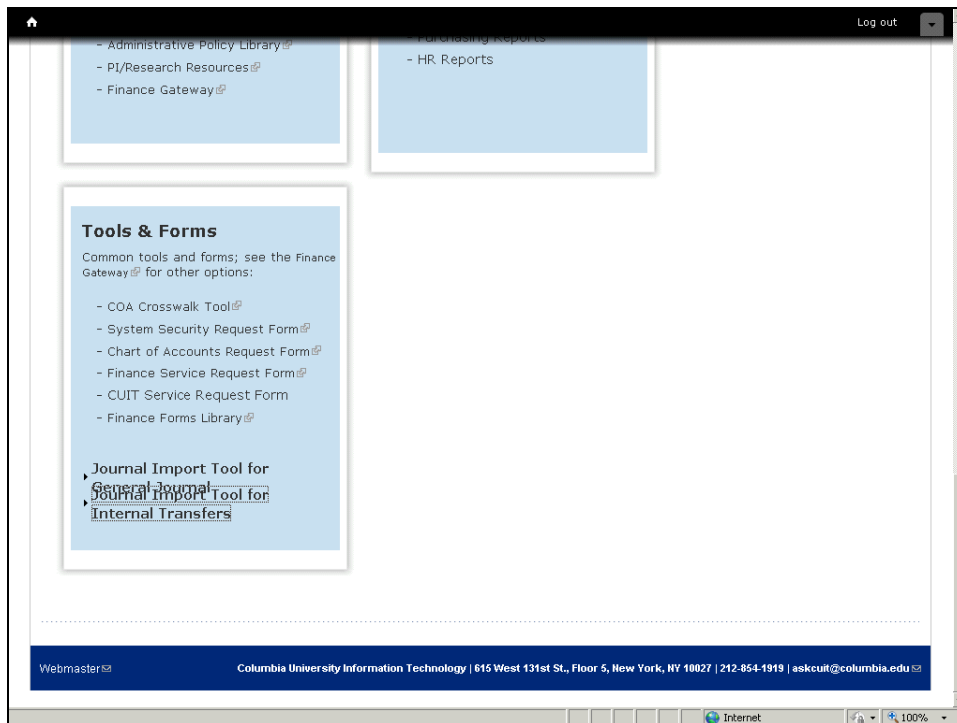 Log out
- Administrative Policy Library
- PI/Research Resources
- Finance Gateway
- Purchasing Reports
- HR Reports
Tools & Forms
Common tools and forms; see the Finance
Gateway for other options:
- COA Crosswalk Tool
- System Security Request Form
- Chart of Accounts Request Form
- Finance Service Request Form
- CUIT Service Request Form
- Finance Forms Library
Journal Import Tool for
General Journal
Journal Import Tool for
Internal Transfers
Webmaster
Columbia University Information Technology | 615 West 131st St., Floor 5, New York, NY 10027 | 212-854-1919 | askcuit@columbia.edu
Internet
100%